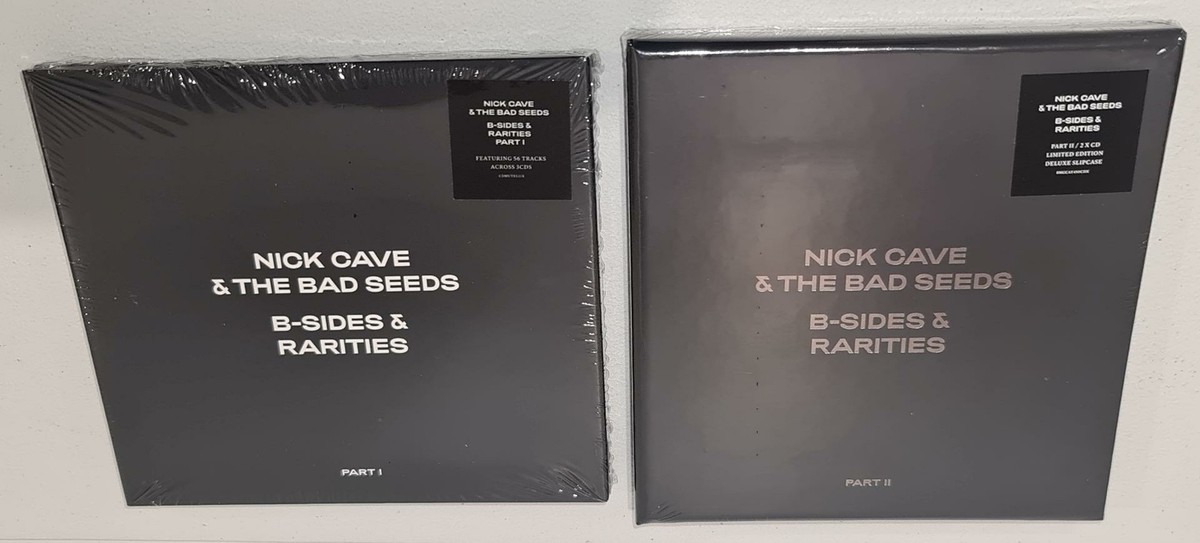 NICK CAVE
& THE BAD SEEDS
B-SIDES &
RARITIES
PART I
FEATURING 56 TRACKS
ACROSS 3CDS
NICK CAVE
& THE BAD SEEDS
B-SIDES &
RARITIES
PART I
NICK CAVE
& THE BAD SEEDS
B-SIDES &
RARITIES
PART II / 2 X CD
LIMITED EDITION
DELUXE SLIPCASE
NICK CAVE
& THE BAD SEEDS
B-SIDES &
RARITIES
PART II